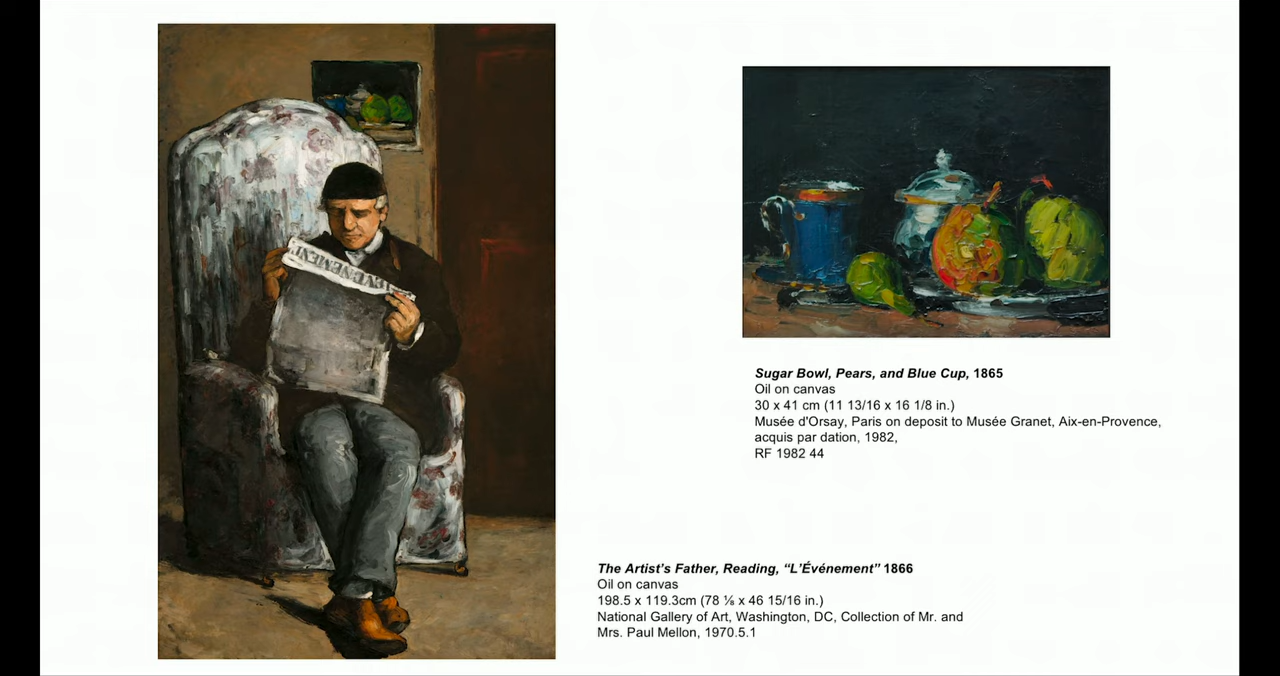 L'ÉVÉNEMENT
Sugar Bowl, Pears, and Blue Cup, 1865
Oil on canvas
30 x 41 cm (11 13/16 x 16 1/8 in.)
Musée d'Orsay, Paris on deposit to Musée Granet, Aix-en-Provence,
acquis par dation, 1982,
RF 1982 44
The Artist’s Father, Reading, “L’Événement” 1866
Oil on canvas
198.5 x 119.3cm (78 ⅛ x 46 15/16 in.)
National Gallery of Art, Washington, DC, Collection of Mr. and
Mrs. Paul Mellon, 1970.5.1